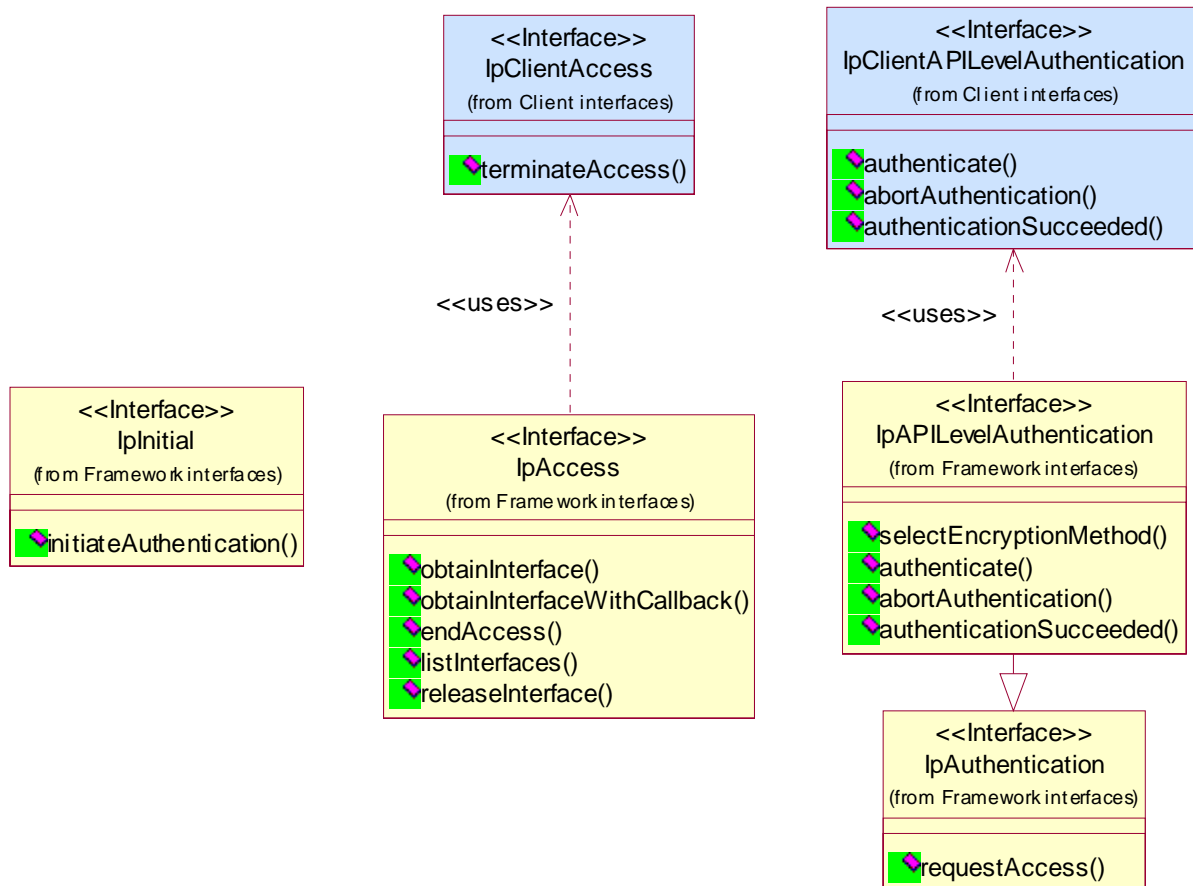 <<Interface>>
IpClientAccess
(from Client interfaces)
terminateAccess()
<<Interface>>
IpClientAPILevelAuthentication
(from Client interfaces)
authenticate()
abortAuthentication()
authenticationSucceeded()
<<uses>>
<<uses>>
<<Interface>>
IpInitial
(from Framework interfaces)
initiateAuthentication()
<<Interface>>
IpAccess
(from Framework interfaces)
obtainInterface()
obtainInterfaceWithCallback()
endAccess()
listInterfaces()
releaseInterface()
<<Interface>>
IpAPILevelAuthentication
(from Framework interfaces)
selectEncryptionMethod()
authenticate()
abortAuthentication()
authenticationSucceeded()
<<Interface>>
IpAuthentication
(from Framework interfaces)
requestAccess()